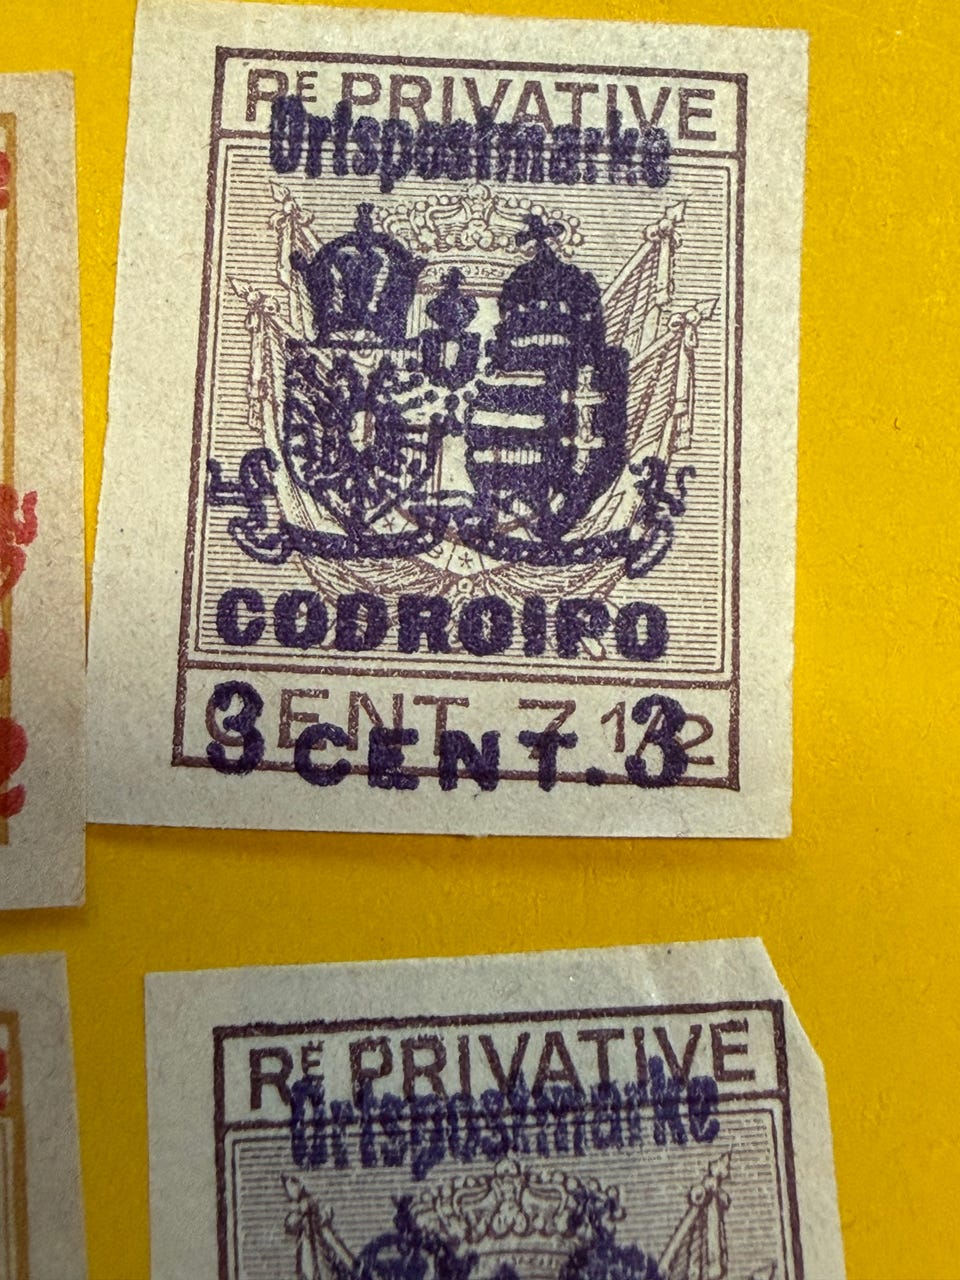 RE PRIVATIVE
Ortspostmarke
CODROIPO
CENT. 7 1/2
3 CENT. 3
RE PRIVATIVE
Ortspostmarke